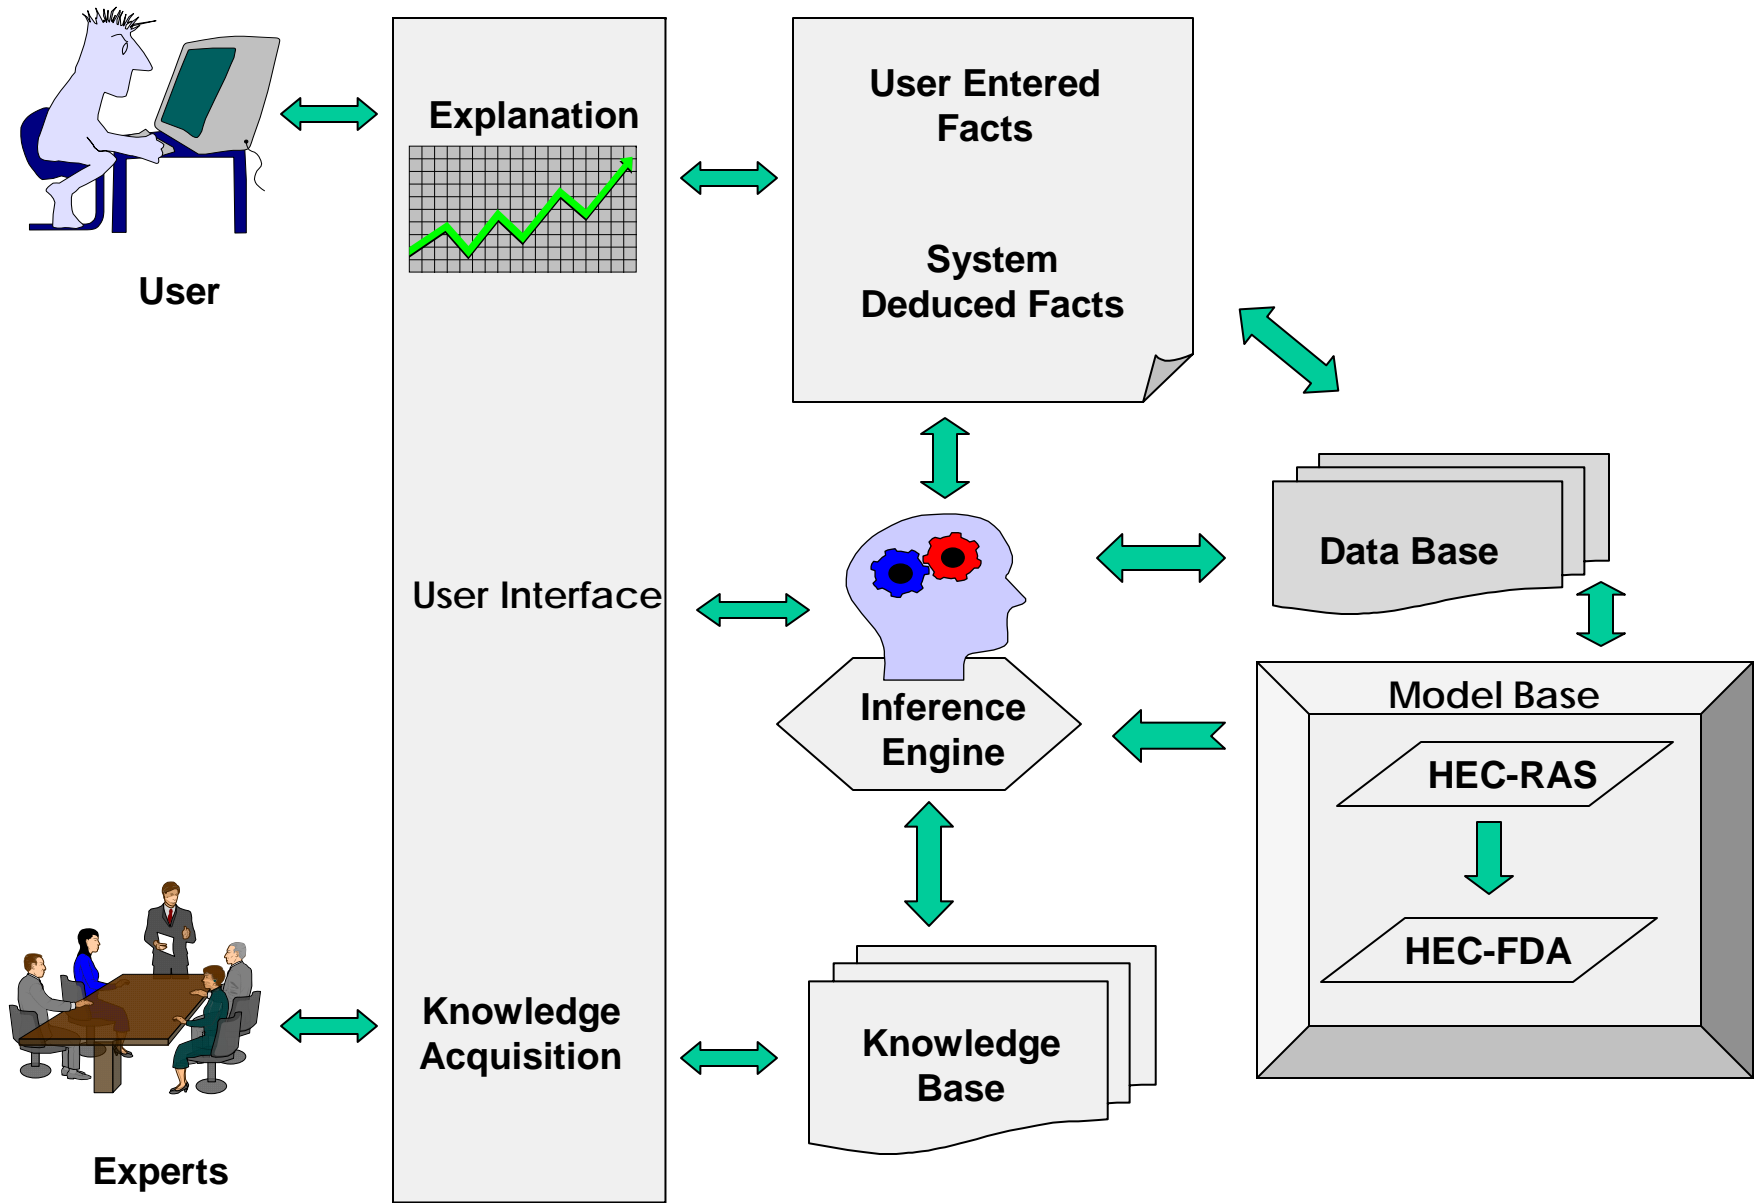 User
Explanation
User Interface
Knowledge
Acquisition
Experts
User Entered
Facts
System
Deduced Facts
Inference
Engine
Knowledge
Base
Data Base
Model Base
HEC-RAS
HEC-FDA